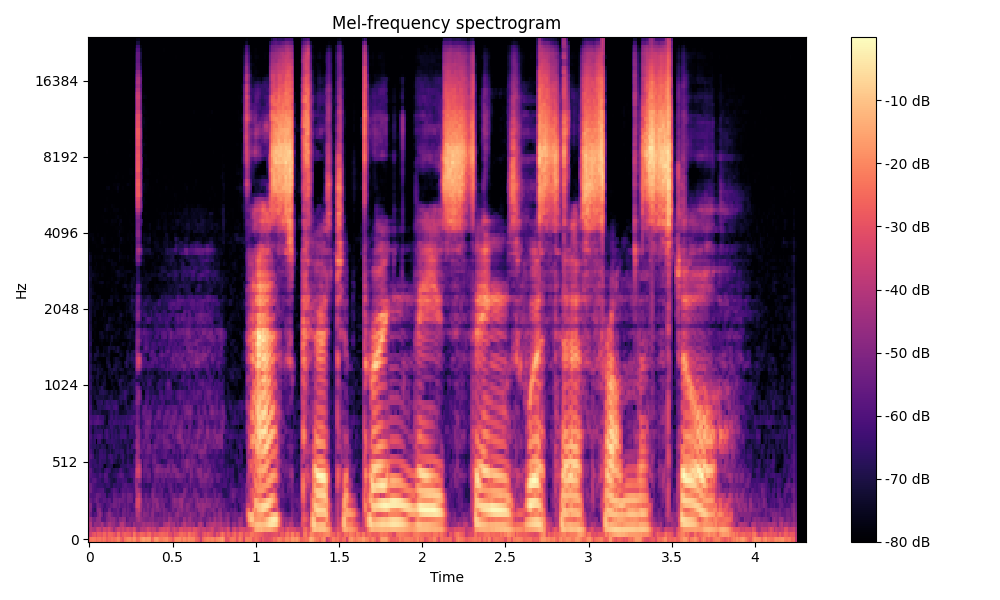 Mel-frequency spectrogram
Hz
16384
8192
4096
2048
1024
512
0
0 0.5 1 1.5 2 2.5 3 3.5 4
Time
-10 dB
-20 dB
-30 dB
-40 dB
-50 dB
-60 dB
-70 dB
-80 dB